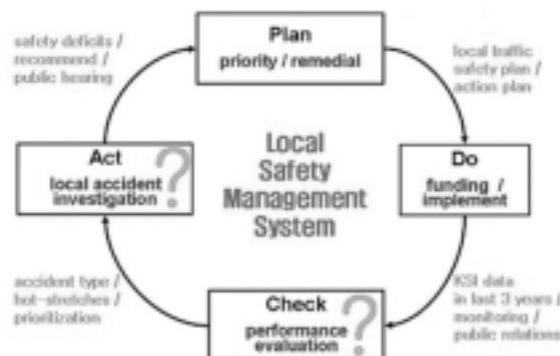 Plan
priority / remedial
safety deficits /
recommend /
public hearing
local traffic
safety plan /
action plan
Act
local accident
investigation
?
Local
Safety
Management
System
Do
funding /
implement
accident type /
hot-stretches /
prioritization
KSI data
in last 3 years /
monitoring /
public relations
Check
performance
evaluation
?